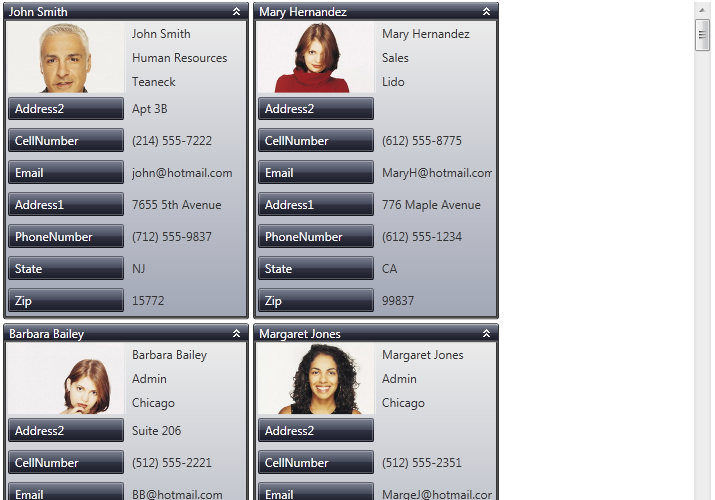 John Smith
John Smith
Human Resources
Teaneck
Address2 Apt 3B
CellNumber (214) 555-7222
Email john@hotmail.com
Address1 7655 5th Avenue
PhoneNumber (712) 555-9837
State NJ
Zip 15772
Mary Hernandez
Mary Hernandez
Sales
Lido
Address2
CellNumber (612) 555-8775
Email MaryH@hotmail.com
Address1 776 Maple Avenue
PhoneNumber (612) 555-1234
State CA
Zip 99837
Barbara Bailey
Barbara Bailey
Admin
Chicago
Address2 Suite 206
CellNumber (512) 555-2221
Email BB@hotmail.com
Margaret Jones
Margaret Jones
Admin
Chicago
Address2
CellNumber (512) 555-2351
Email MargeJ@hotmail.cor